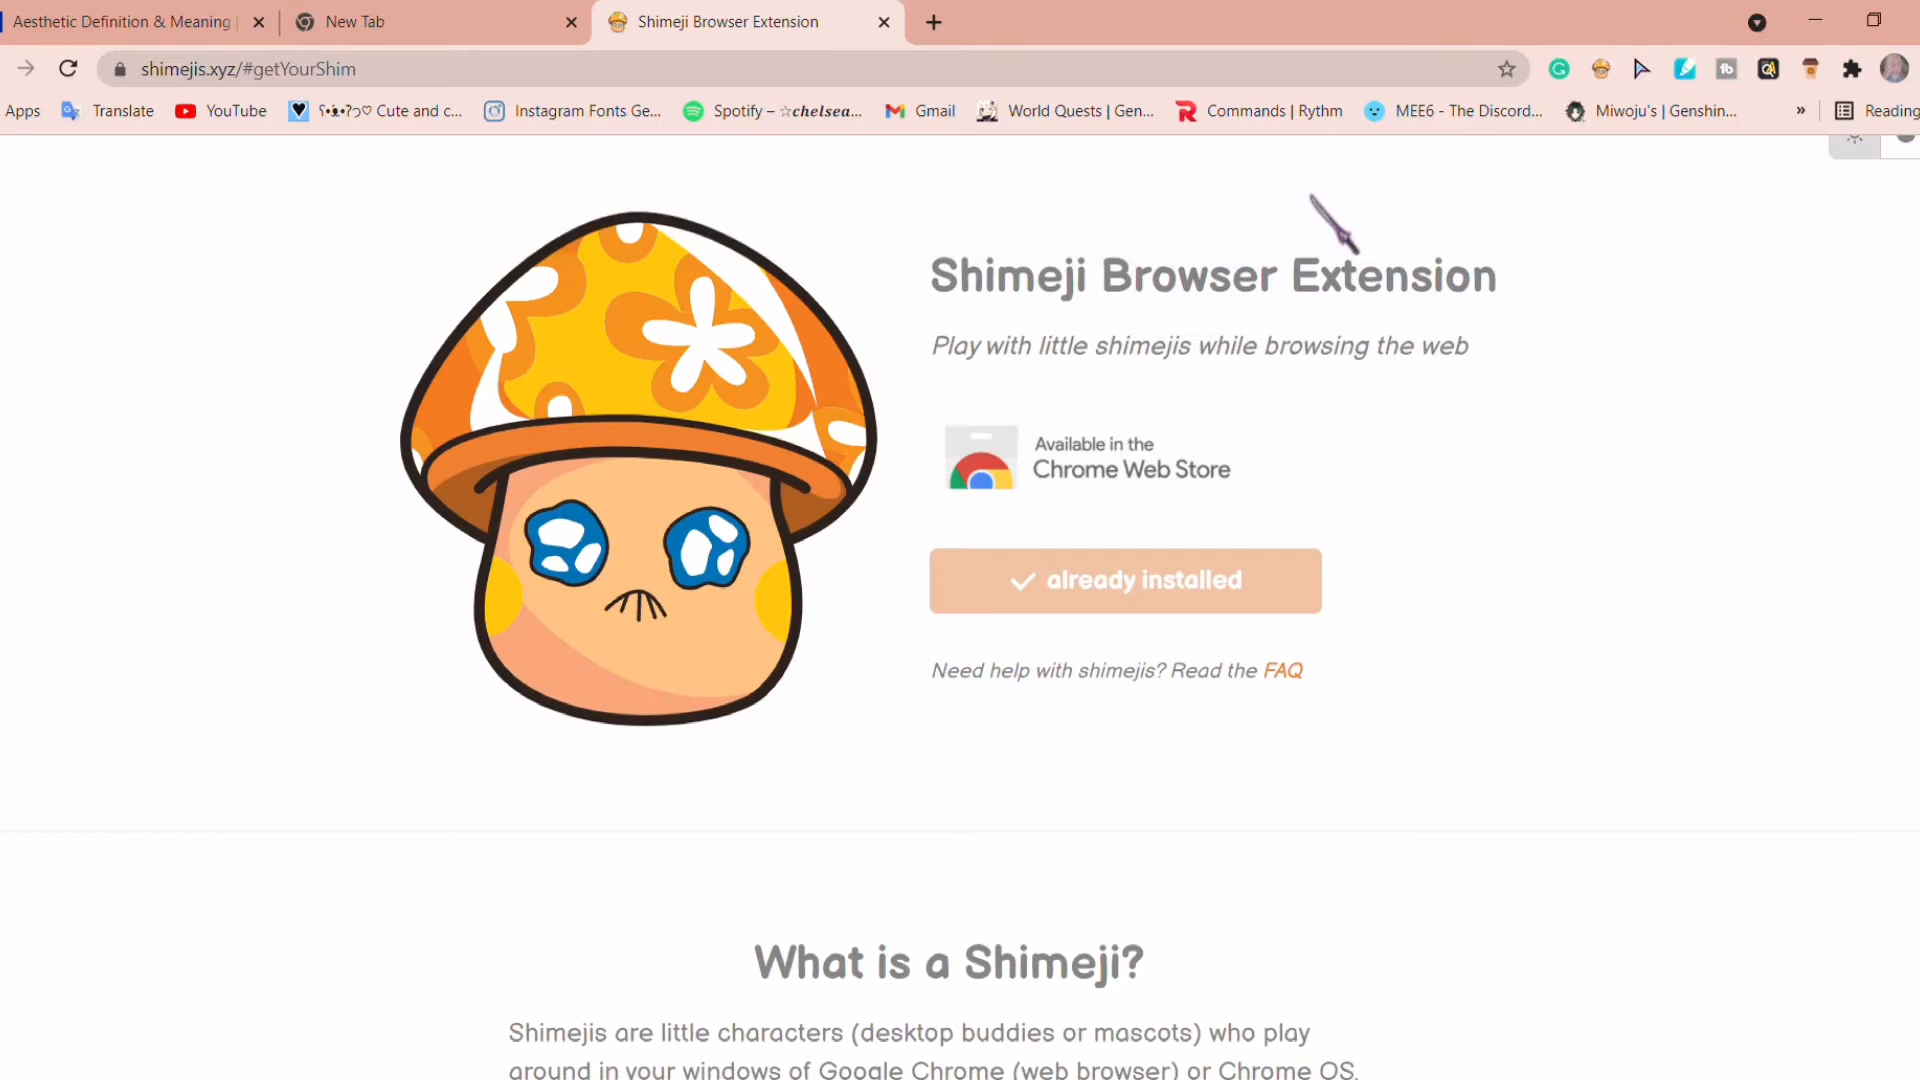 Aesthetic Definition & Meaning |
New Tab
Shimeji Browser Extension
shimejis.xyz/#getYourShim
Apps
Translate
YouTube
ʕ•ᴥ•ʔっ♡ Cute and c...
Instagram Fonts Ge...
Spotify – ☆𝒄𝒉𝒆𝒍𝒔𝒆𝒂...
Gmail
World Quests | Gen...
Commands | Rythm
MEE6 - The Discord...
Miwoju's | Genshin...
»
Reading
Shimeji Browser Extension
Play with little shimejis while browsing the web
Available in the
Chrome Web Store
already installed
Need help with shimejis? Read the FAQ
What is a Shimeji?
Shimejis are little characters (desktop buddies or mascots) who play
around in your windows of Google Chrome (web browser) or Chrome OS.